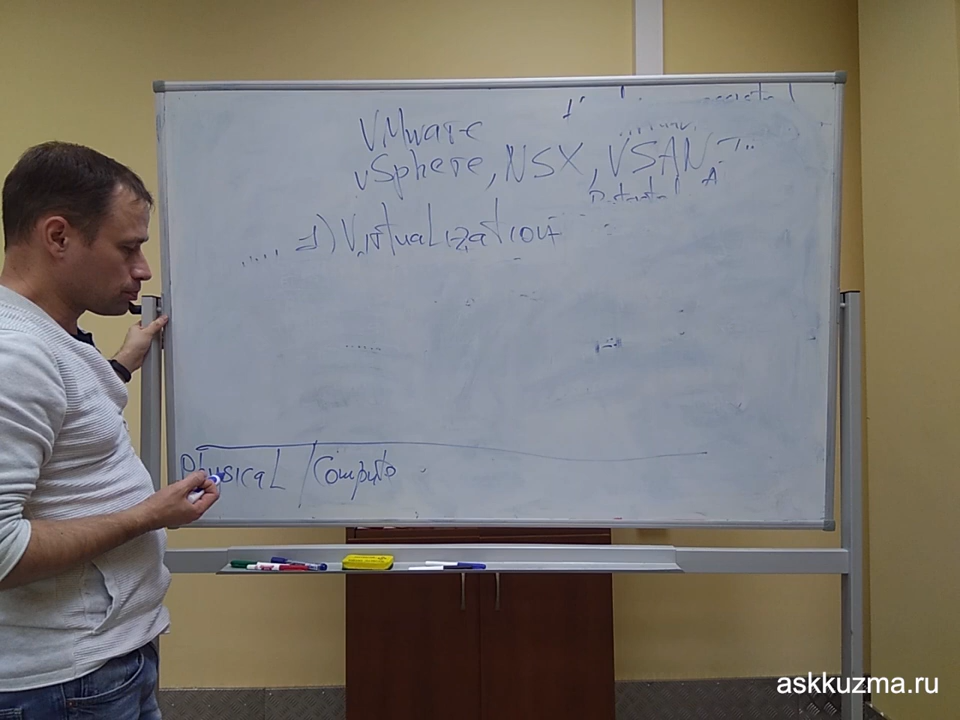 VMware
vSphere, NSX, VSAN
1) Virtualization
Physical / Compute
askkuzma.ru